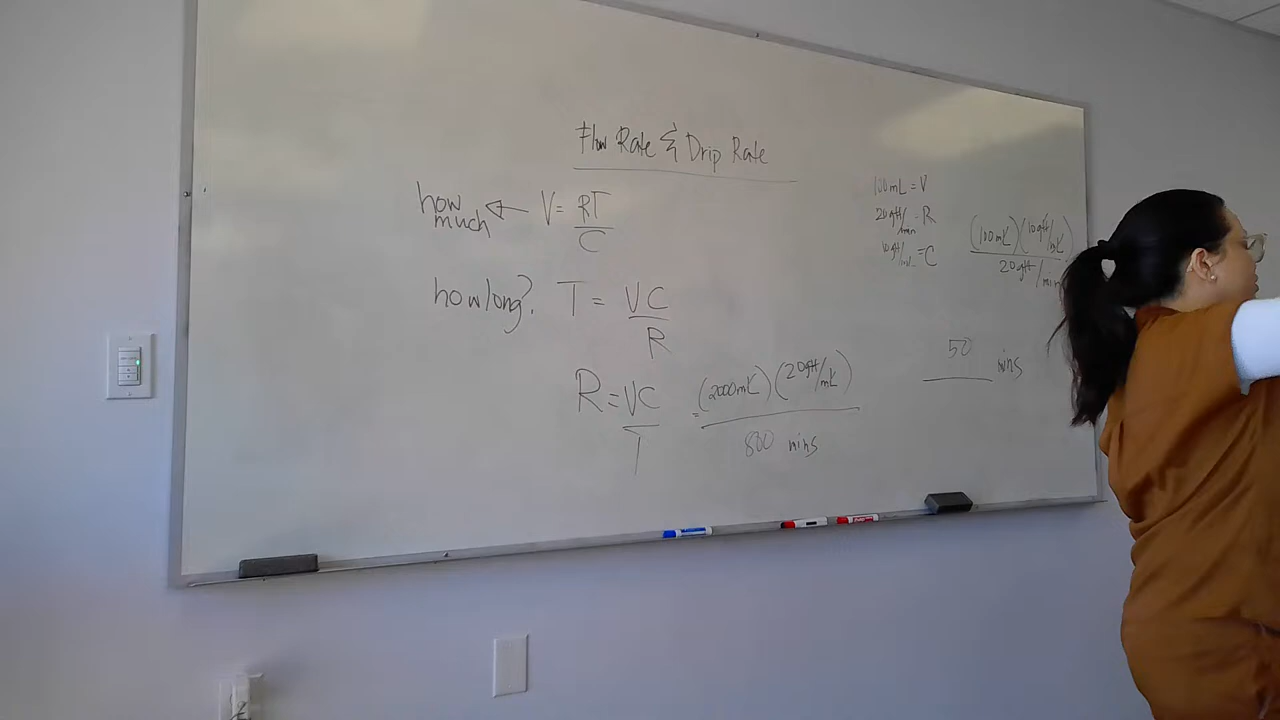 Flow Rate & Drip Rate
how much ← V = RT/C
how long? T = VC/R
R = VC/T = (2000mL)(20gtt/mL)/800 mins
100mL = V
20gtt/min = R
10gtt/mL = C
(100mL)(10gtt/mL)/20gtt/min
50 mins